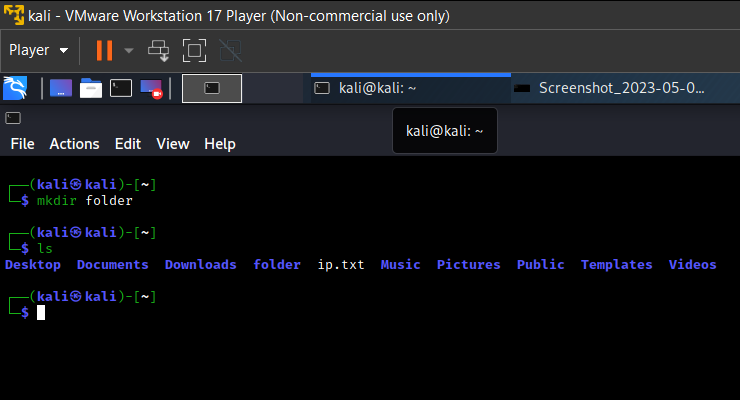 kali - VMware Workstation 17 Player (Non-commercial use only)
Player
kali@kali: ~
Screenshot_2023-05-0...
kali@kali: ~
File Actions Edit View Help
┌──(kali㉿kali)-[~]
└─$ mkdir folder
┌──(kali㉿kali)-[~]
└─$ ls
Desktop Documents Downloads folder ip.txt Music Pictures Public Templates Videos
┌──(kali㉿kali)-[~]
└─$